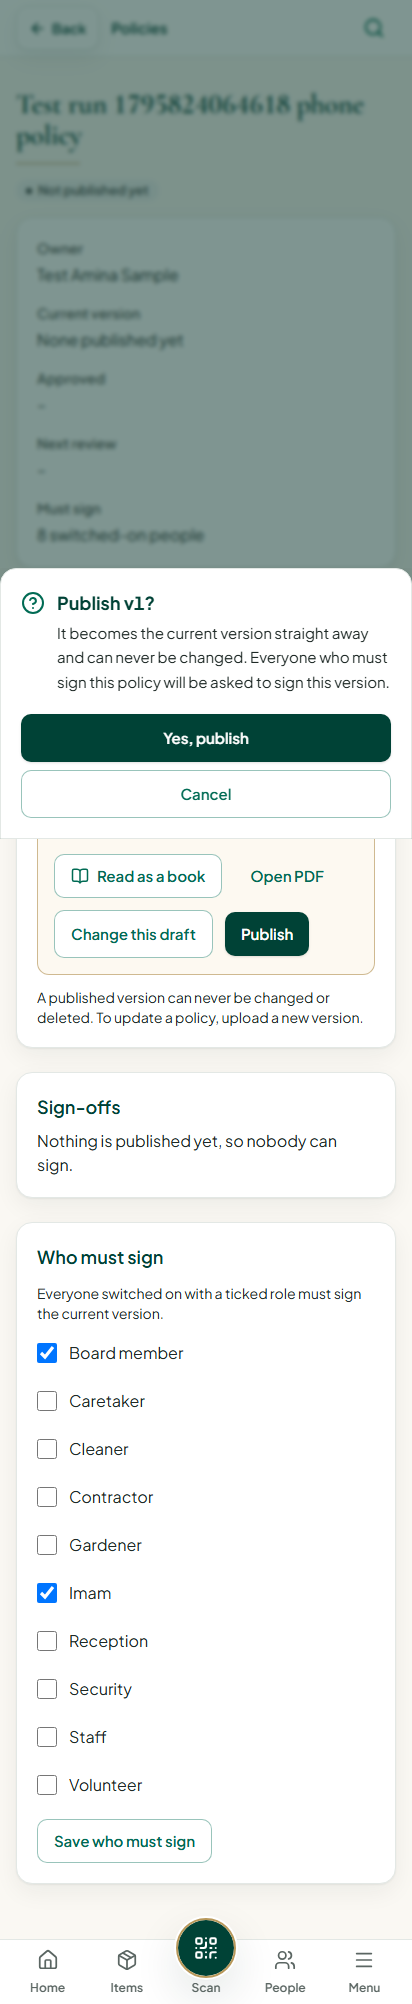 Back
Policies
Test run 1795824064618 phone
policy
Not published yet
Owner
Test Amina Sample
Current version
None published yet
Approved
–
Next review
–
Must sign
8 switched-on people
Publish v1?
It becomes the current version straight away
and can never be changed. Everyone who must
sign this policy will be asked to sign this version.
Yes, publish
Cancel
Read as a book
Open PDF
Change this draft
Publish
A published version can never be changed or
deleted. To update a policy, upload a new version.
Sign-offs
Nothing is published yet, so nobody can
sign.
Who must sign
Everyone switched on with a ticked role must sign
the current version.
Board member
Caretaker
Cleaner
Contractor
Gardener
Imam
Reception
Security
Staff
Volunteer
Save who must sign
Home
Items
Scan
People
Menu